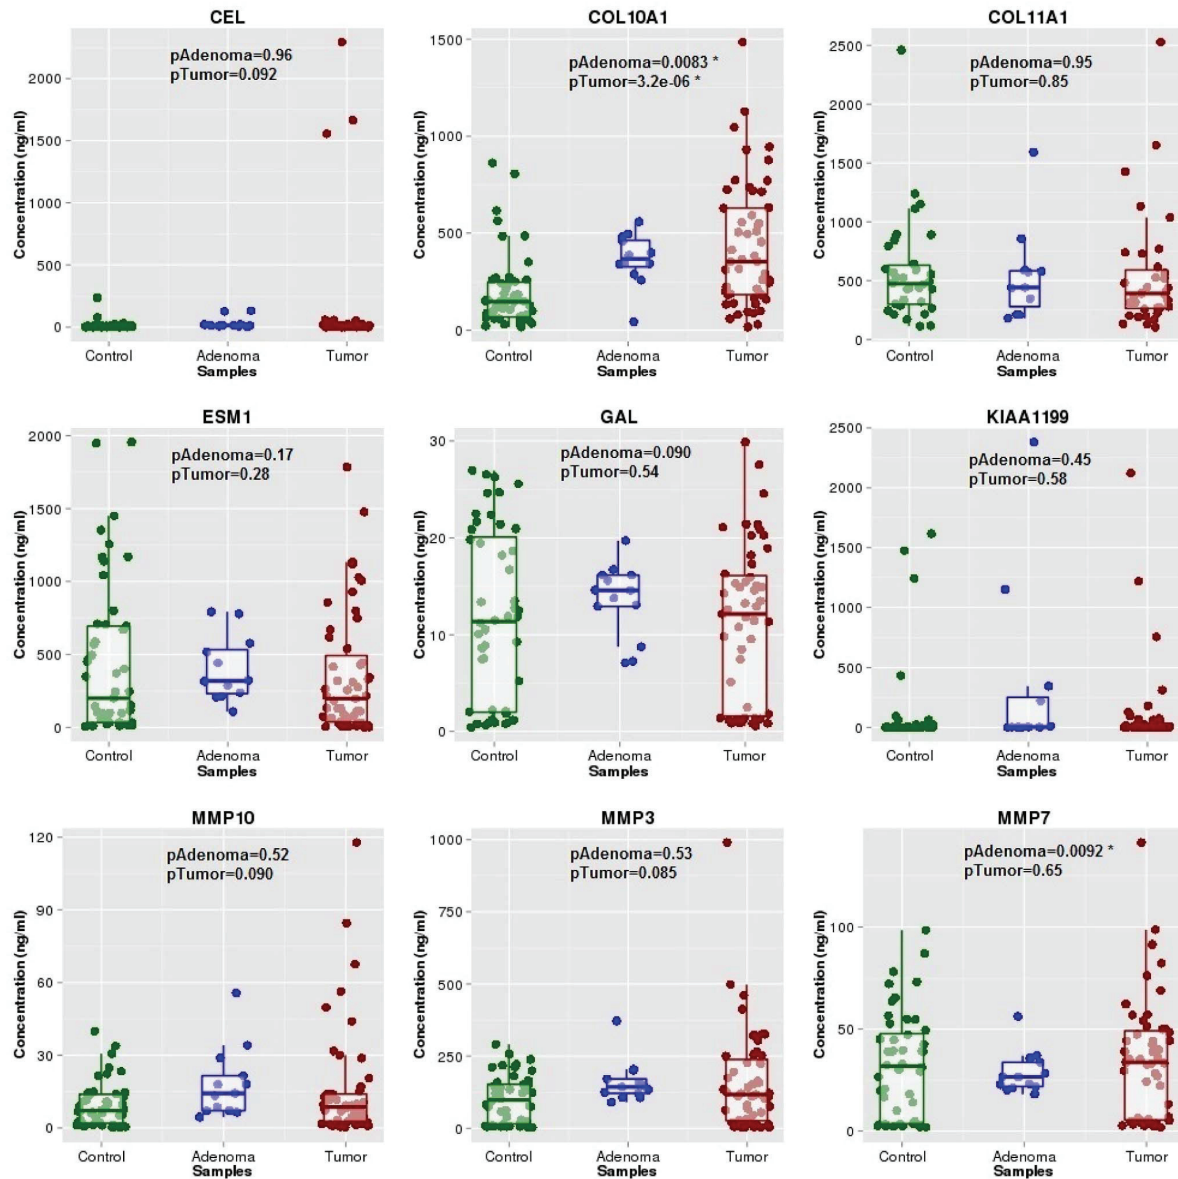 CEL
pAdenoma=0.96
pTumor=0.092
Concentration (ng/ml)
2000
1500
1000
500
0
Control Adenoma Tumor
Samples
COL10A1
pAdenoma=0.0083 *
pTumor=3.2e-06 *
Concentration (ng/ml)
1500
1000
500
0
Control Adenoma Tumor
Samples
COL11A1
pAdenoma=0.95
pTumor=0.85
Concentration (ng/ml)
2500
2000
1500
1000
500
0
Control Adenoma Tumor
Samples
ESM1
pAdenoma=0.17
pTumor=0.28
Concentration (ng/ml)
2000
1500
1000
500
0
Control Adenoma Tumor
Samples
GAL
pAdenoma=0.090
pTumor=0.54
Concentration (ng/ml)
30
20
10
0
Control Adenoma Tumor
Samples
KIAA1199
pAdenoma=0.45
pTumor=0.58
Concentration (ng/ml)
2500
2000
1500
1000
500
0
Control Adenoma Tumor
Samples
MMP10
pAdenoma=0.52
pTumor=0.090
Concentration (ng/ml)
120
90
60
30
0
Control Adenoma Tumor
Samples
MMP3
pAdenoma=0.53
pTumor=0.085
Concentration (ng/ml)
1000
750
500
250
0
Control Adenoma Tumor
Samples
MMP7
pAdenoma=0.0092 *
pTumor=0.65
Concentration (ng/ml)
100
50
0
Control Adenoma Tumor
Samples